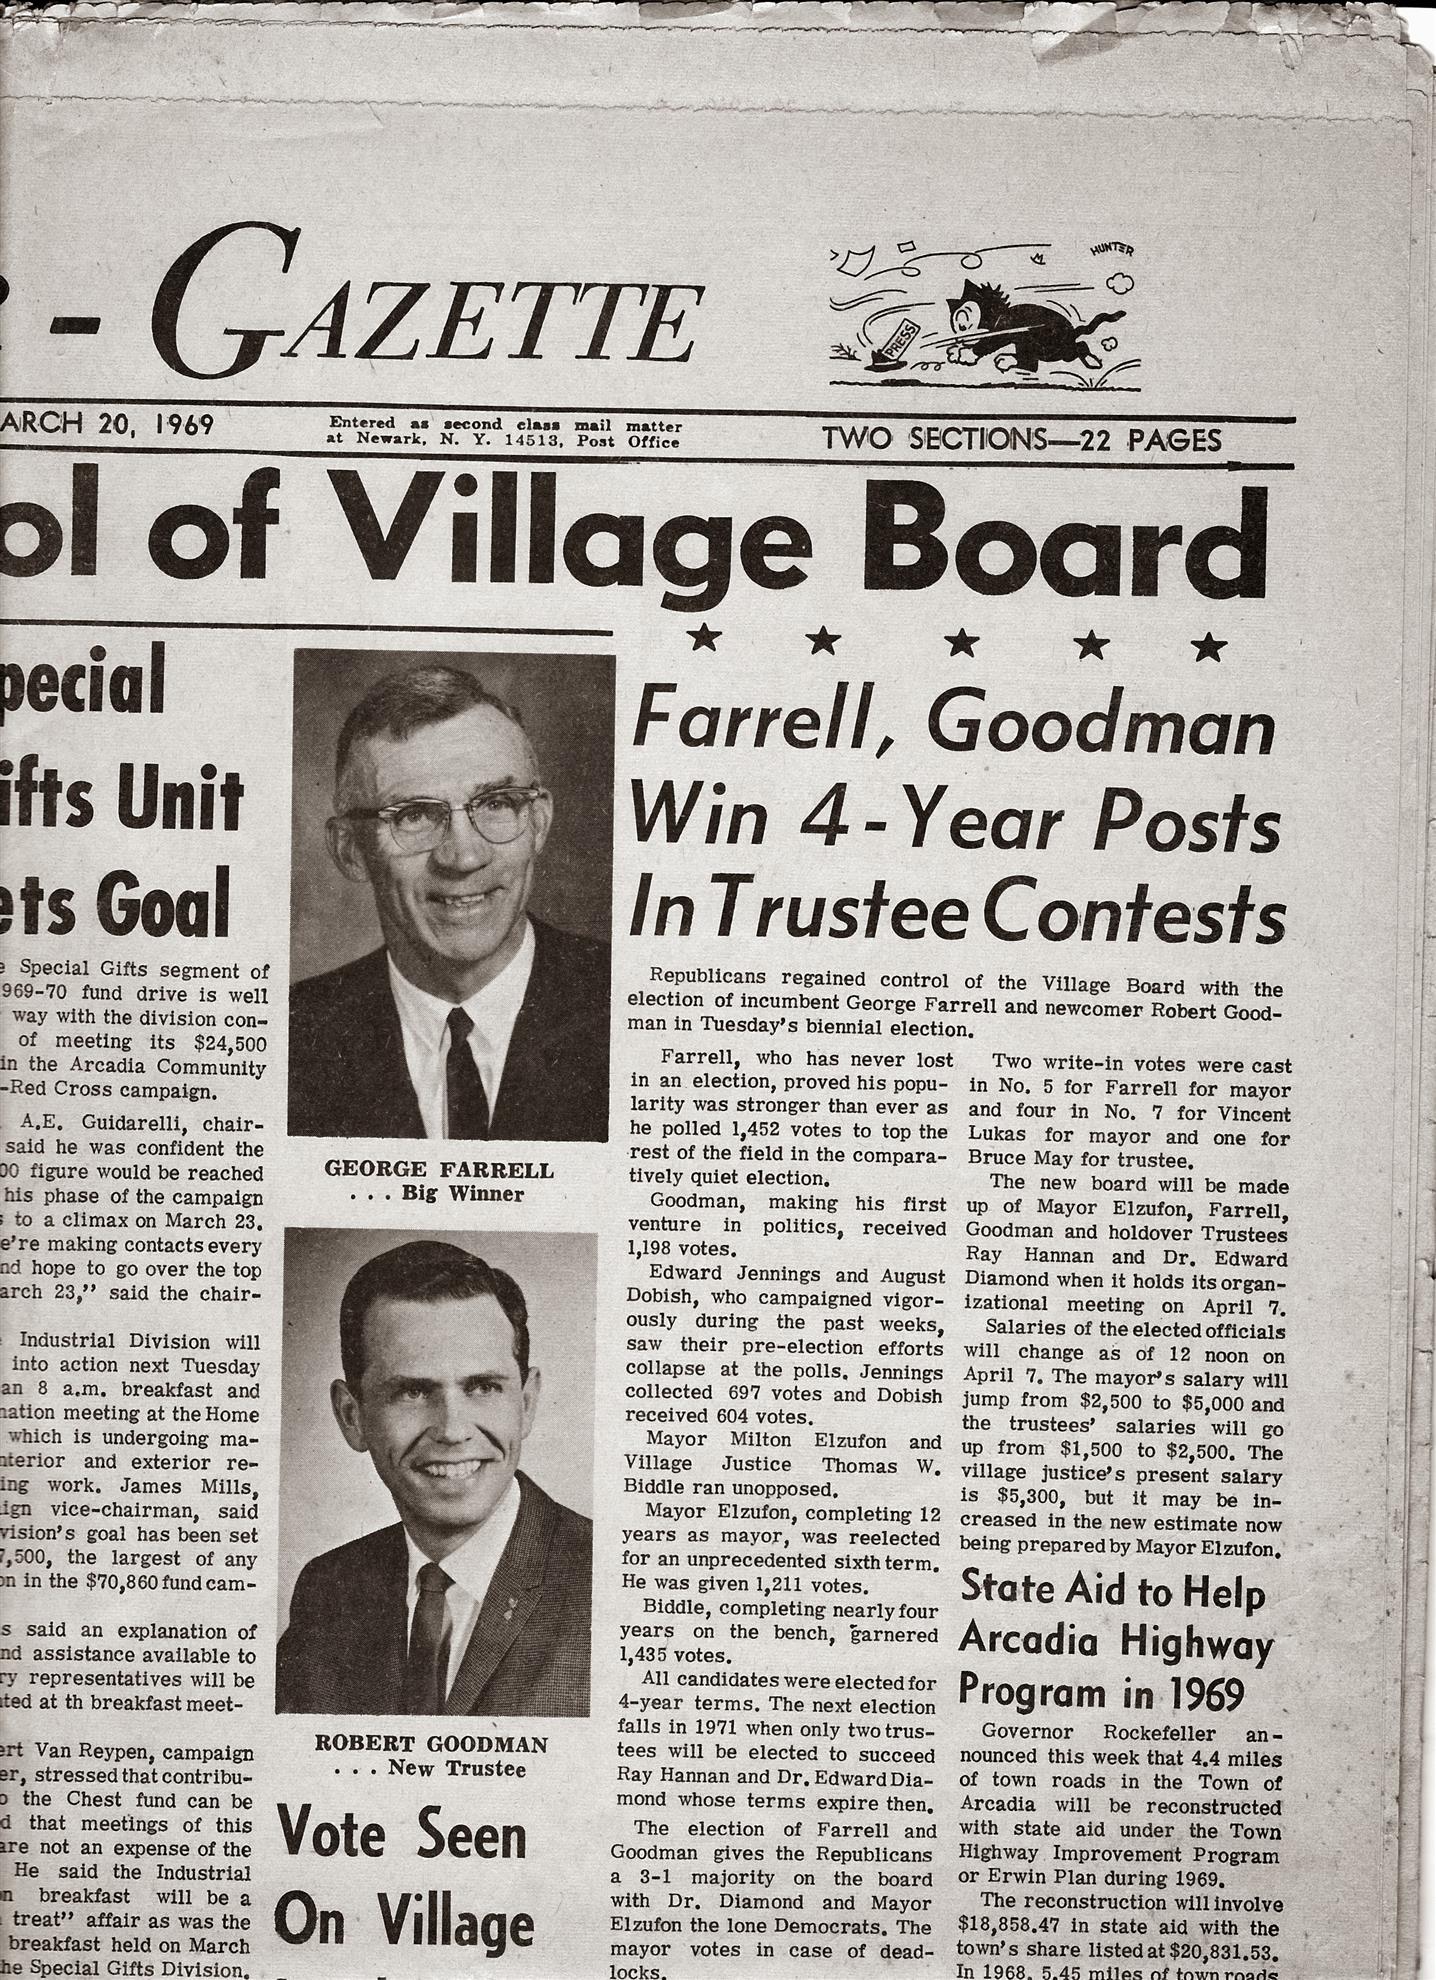 - GAZETTE
HUNTER
PRESS
MARCH 20, 1969
Entered as second class mail matter
at Newark, N. Y. 14513, Post Office
TWO SECTIONS—22 PAGES
of Village Board
Unit
Goal
Special Gifts segment of
fund drive is well
way with the division con-
of meeting its $24,500
in the Arcadia Community
-Red Cross campaign.
A.E. Guidarelli, chair-
said he was confident the
figure would be reached
his phase of the campaign
to a climax on March 23.
making contacts every
hope to go over the top
23,” said the chair-
Industrial Division will
into action next Tuesday
an 8 a.m. breakfast and
meeting at the Home
which is undergoing ma-
and exterior re-
work. James Mills,
vice-chairman, said
goal has been set
the largest of any
in the $70,860 fund cam-
said an explanation of
assistance available to
representatives will be
at th breakfast meet-
Van Reypen, campaign
stressed that contribu-
the Chest fund can be
that meetings of this
are not an expense of the
He said the Industrial
breakfast will be a
treat” affair as was the
breakfast held on March
the Special Gifts Division.
GEORGE FARRELL
. . . Big Winner
ROBERT GOODMAN
. . . New Trustee
Vote Seen
On Village
Farrell, Goodman
Win 4-Year Posts
In Trustee Contests
Republicans regained control of the Village Board with the
election of incumbent George Farrell and newcomer Robert Good-
man in Tuesday's biennial election.
Farrell, who has never lost
in an election, proved his popu-
larity was stronger than ever as
he polled 1,452 votes to top the
rest of the field in the compara-
tively quiet election.
Goodman, making his first
venture in politics, received
1,198 votes.
Edward Jennings and August
Dobish, who campaigned vigor-
ously during the past weeks,
saw their pre-election efforts
collapse at the polls. Jennings
collected 697 votes and Dobish
received 604 votes.
Mayor Milton Elzufon and
Village Justice Thomas W.
Biddle ran unopposed.
Mayor Elzufon, completing 12
years as mayor, was reelected
for an unprecedented sixth term.
He was given 1,211 votes.
Biddle, completing nearly four
years on the bench, garnered
1,435 votes.
All candidates were elected for
4-year terms. The next election
falls in 1971 when only two trus-
tees will be elected to succeed
Ray Hannan and Dr. Edward Dia-
mond whose terms expire then.
The election of Farrell and
Goodman gives the Republicans
a 3-1 majority on the board
with Dr. Diamond and Mayor
Elzufon the lone Democrats. The
mayor votes in case of dead-
locks.
Two write-in votes were cast
in No. 5 for Farrell for mayor
and four in No. 7 for Vincent
Lukas for mayor and one for
Bruce May for trustee.
The new board will be made
up of Mayor Elzufon, Farrell,
Goodman and holdover Trustees
Ray Hannan and Dr. Edward
Diamond when it holds its organ-
izational meeting on April 7.
Salaries of the elected officials
will change as of 12 noon on
April 7. The mayor's salary will
jump from $2,500 to $5,000 and
the trustees' salaries will go
up from $1,500 to $2,500. The
village justice's present salary
is $5,300, but it may be in-
creased in the new estimate now
being prepared by Mayor Elzufon.
State Aid to Help
Arcadia Highway
Program in 1969
Governor Rockefeller an-
nounced this week that 4.4 miles
of town roads in the Town of
Arcadia will be reconstructed
with state aid under the Town
Highway Improvement Program
or Erwin Plan during 1969.
The reconstruction will involve
$18,858.47 in state aid with the
town's share listed at $20,831.53.
In 1968, 5.45 miles of town roads